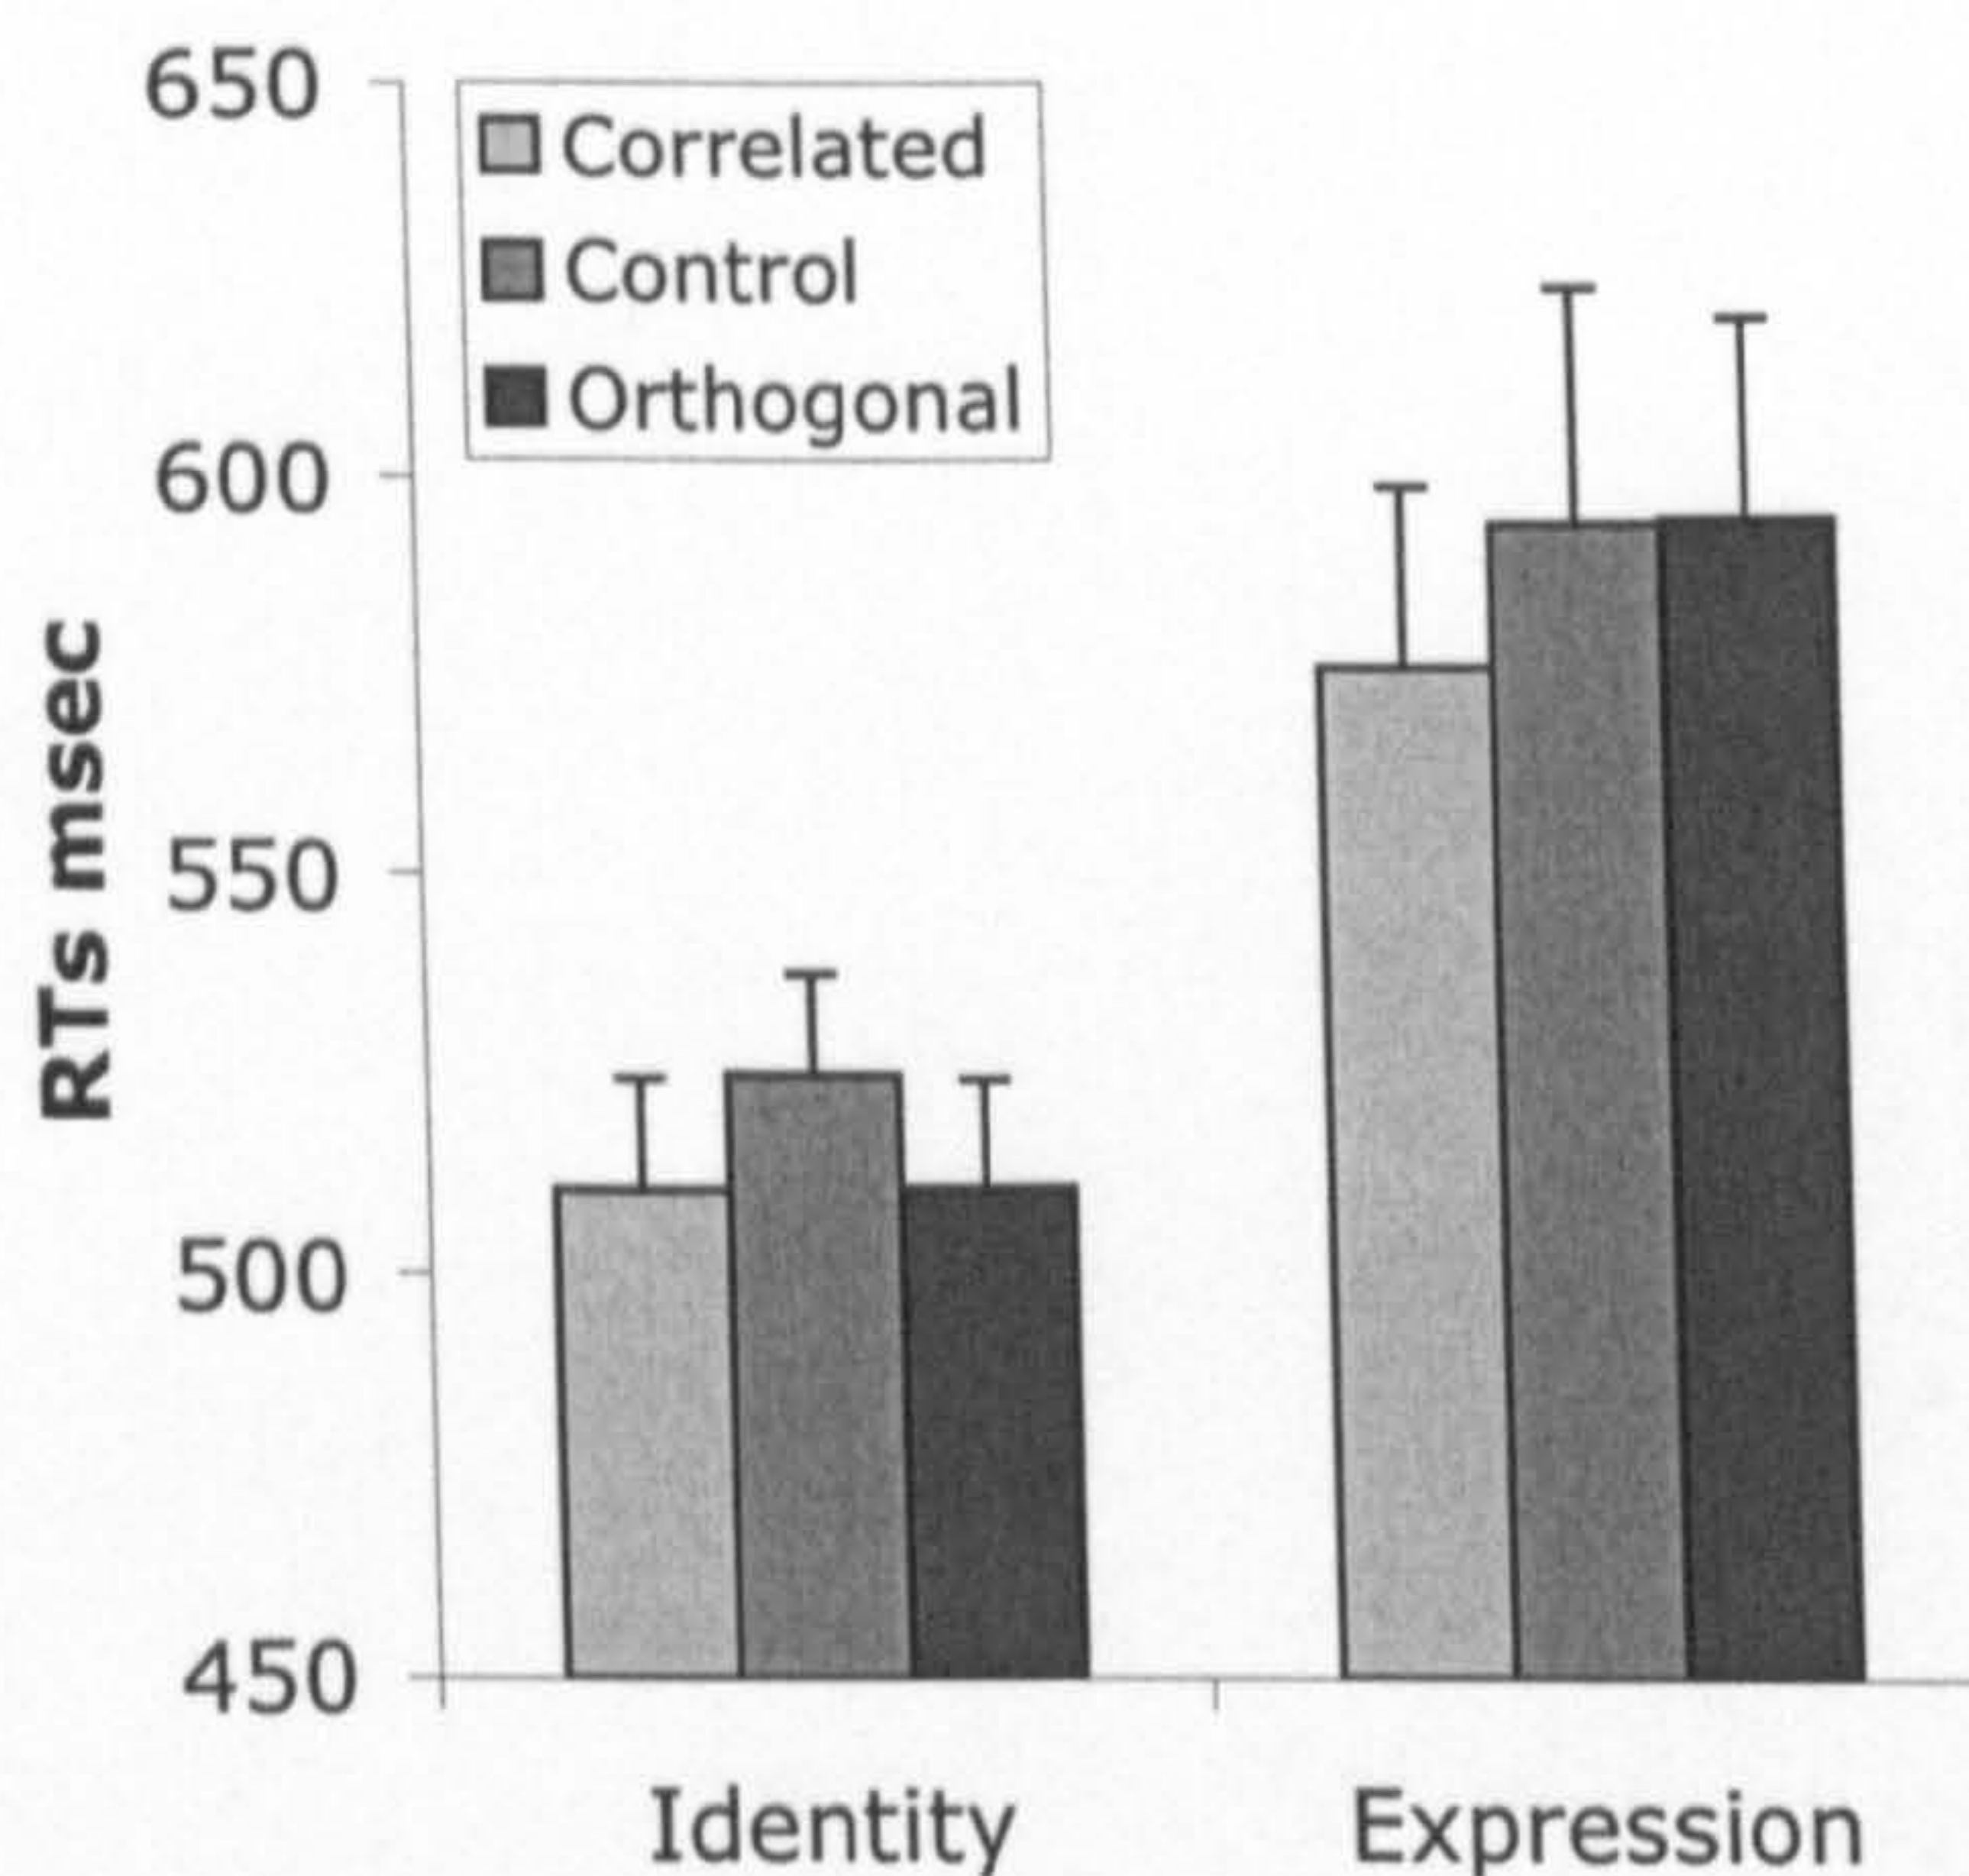 650
600
550
500
450
RTs msec
Correlated
Control
Orthogonal
Identity
Expression